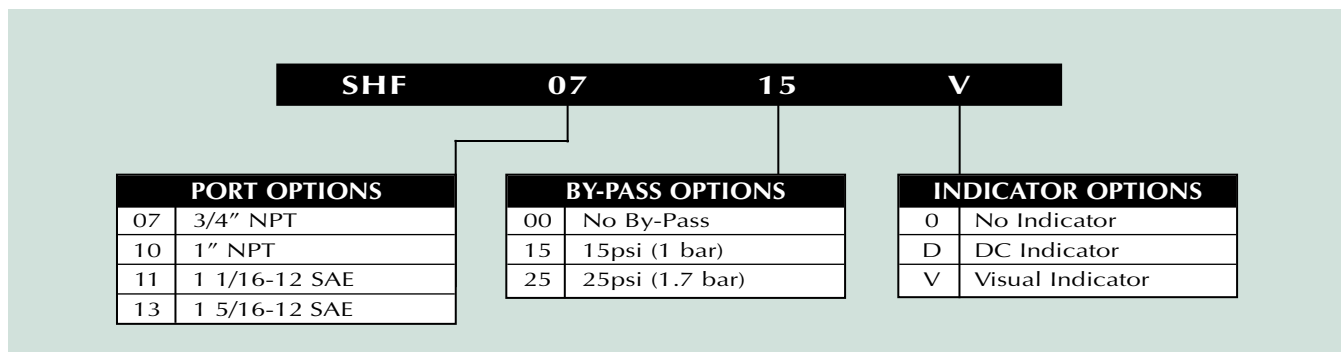 SHF 07 15 V
PORT OPTIONS
07 3/4″ NPT
10 1″ NPT
11 1 1/16-12 SAE
13 1 5/16-12 SAE
BY-PASS OPTIONS
00 No By-Pass
15 15psi (1 bar)
25 25psi (1.7 bar)
INDICATOR OPTIONS
0 No Indicator
D DC Indicator
V Visual Indicator